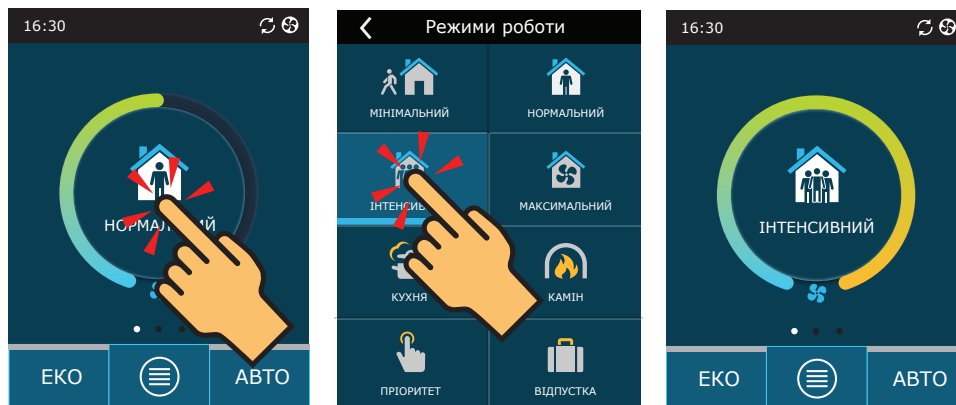 16:30
НОРМАЛЬНИЙ
ЕКО
АВТО
Режими роботи
МІНІМАЛЬНИЙ
НОРМАЛЬНИЙ
ІНТЕНСИВНИЙ
МАКСИМАЛЬНИЙ
КУХНЯ
КАМІН
ПРІОРИТЕТ
ВІДПУСТКА
16:30
ІНТЕНСИВНИЙ
ЕКО
АВТО